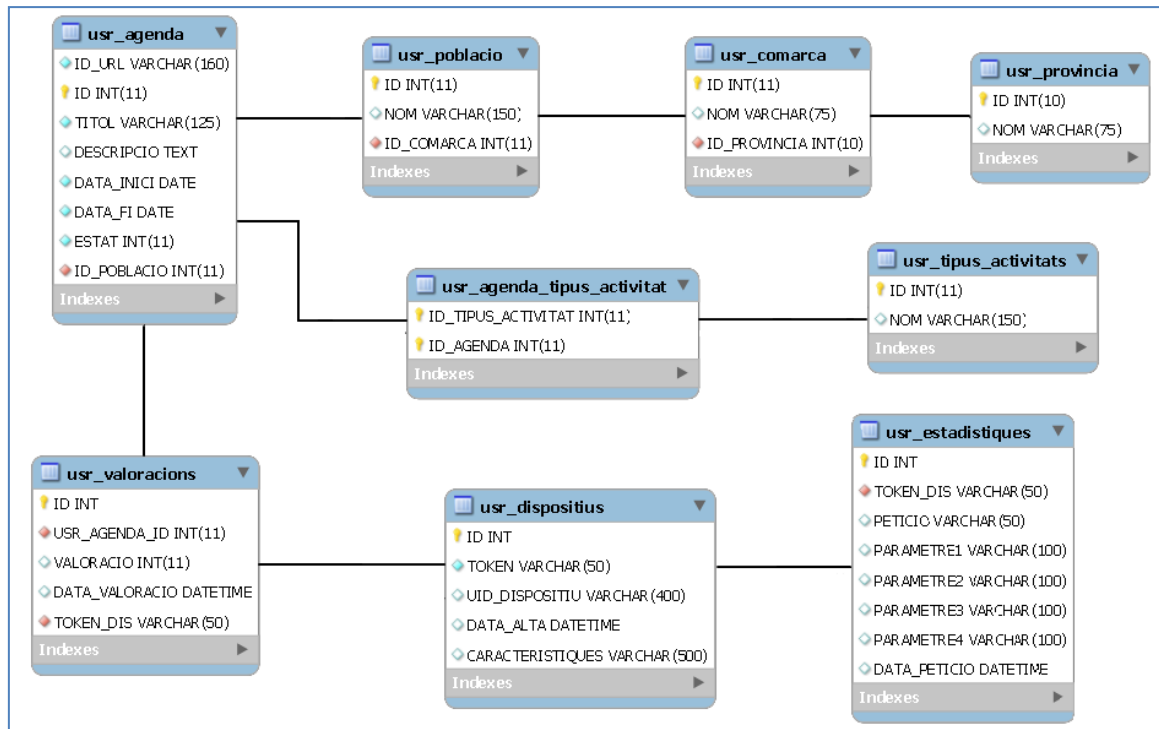 usr_agenda
ID_URL VARCHAR(160)
ID INT(11)
TITOL VARCHAR(125)
DESCRIPCIO TEXT
DATA_INICI DATE
DATA_FI DATE
ESTAT INT(11)
ID_POBLACIO INT(11)
Indexes
usr_poblacio
ID INT(11)
NOM VARCHAR(150)
ID_COMARCA INT(11)
Indexes
usr_comarca
ID INT(11)
NOM VARCHAR(75)
ID_PROVINCIA INT(10)
Indexes
usr_provincia
ID INT(10)
NOM VARCHAR(75)
Indexes
usr_agenda_tipus_activitat
ID_TIPUS_ACTIVITAT INT(11)
ID_AGENDA INT(11)
Indexes
usr_tipus_activitats
ID INT(11)
NOM VARCHAR(150)
Indexes
usr_valoracions
ID INT
USR_AGENDA_ID INT(11)
VALORACIO INT(11)
DATA_VALORACIO DATETIME
TOKEN_DIS VARCHAR(50)
Indexes
usr_dispositius
ID INT
TOKEN VARCHAR(50)
UID_DISPOSITIU VARCHAR(400)
DATA_ALTA DATETIME
CARACTERISTIQUES VARCHAR(500)
Indexes
usr_estadistiques
ID INT
TOKEN_DIS VARCHAR(50)
PETICIO VARCHAR(50)
PARAMETRE1 VARCHAR(100)
PARAMETRE2 VARCHAR(100)
PARAMETRE3 VARCHAR(100)
PARAMETRE4 VARCHAR(100)
DATA_PETICIO DATETIME
Indexes